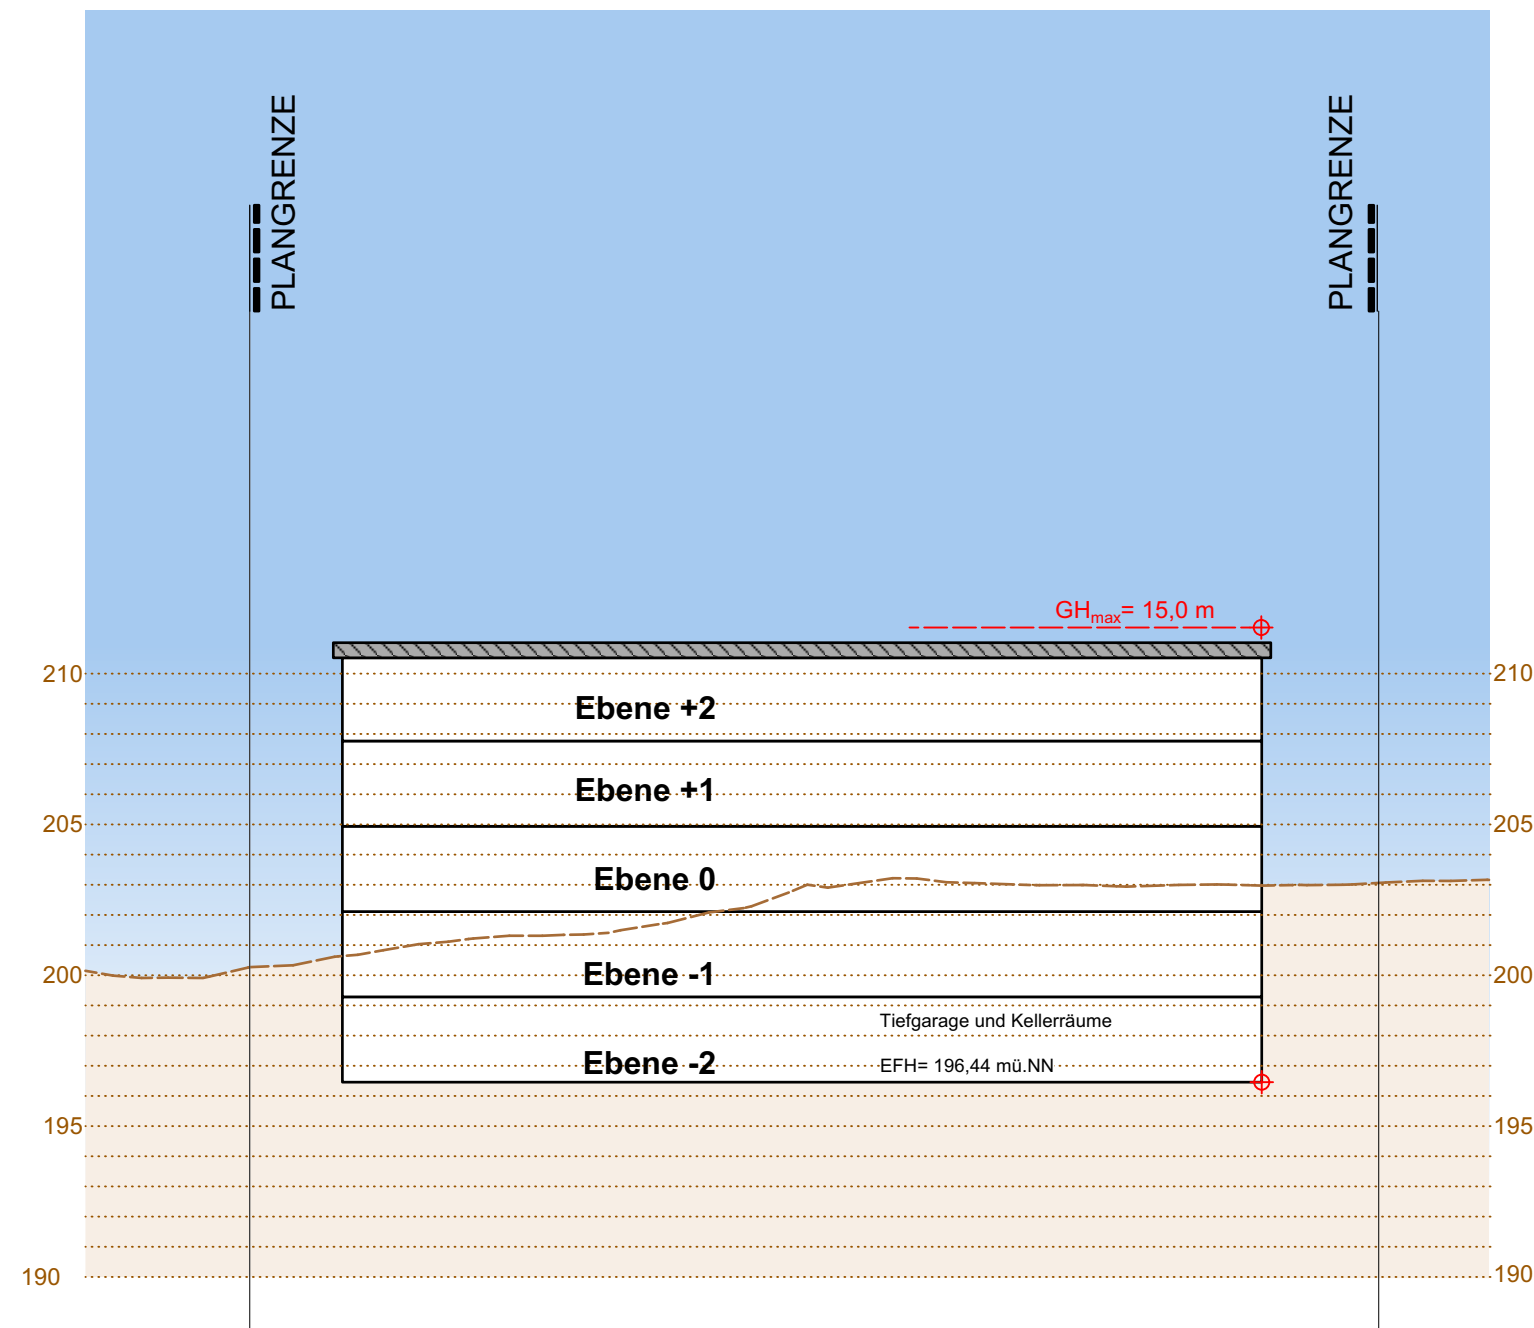 PLANGRENZE
PLANGRENZE
GHmax= 15,0 m
210
210
Ebene +2
Ebene +1
205
205
Ebene 0
Ebene -1
200
200
Tiefgarage und Kellerräume
Ebene -2
EFH= 196,44 mü.NN
195
195
190
190